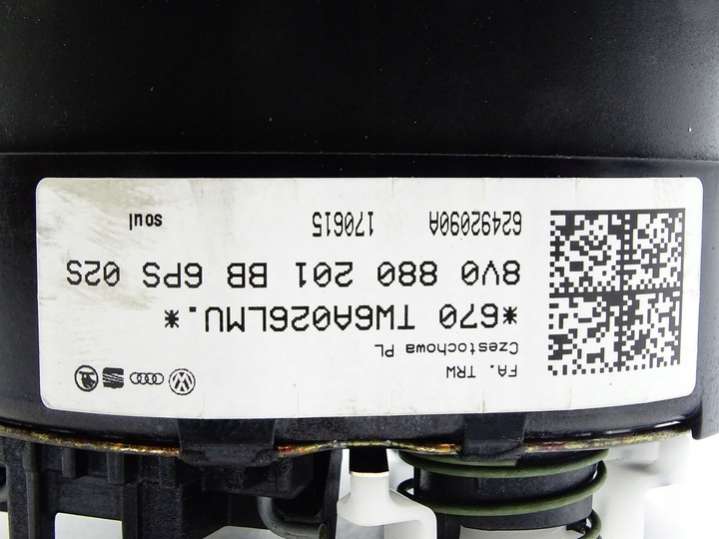 FA. TRW
Czestochowa PL
*670 TW6A026LMU.*
8V0 880 201 BB 6PS 02S
62492090A 170615 soul